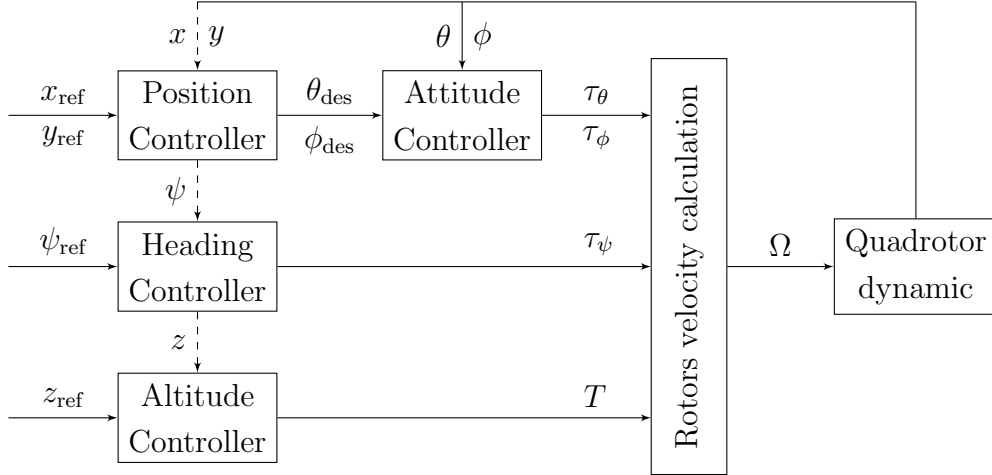 x y
θ ϕ
x_ref
y_ref
Position
Controller
θ_des
ϕ_des
Attitude
Controller
τ_θ
τ_ϕ
ψ
ψ_ref
Heading
Controller
τ_ψ
z
z_ref
Altitude
Controller
T
Rotors velocity calculation
Ω
Quadrotor
dynamic